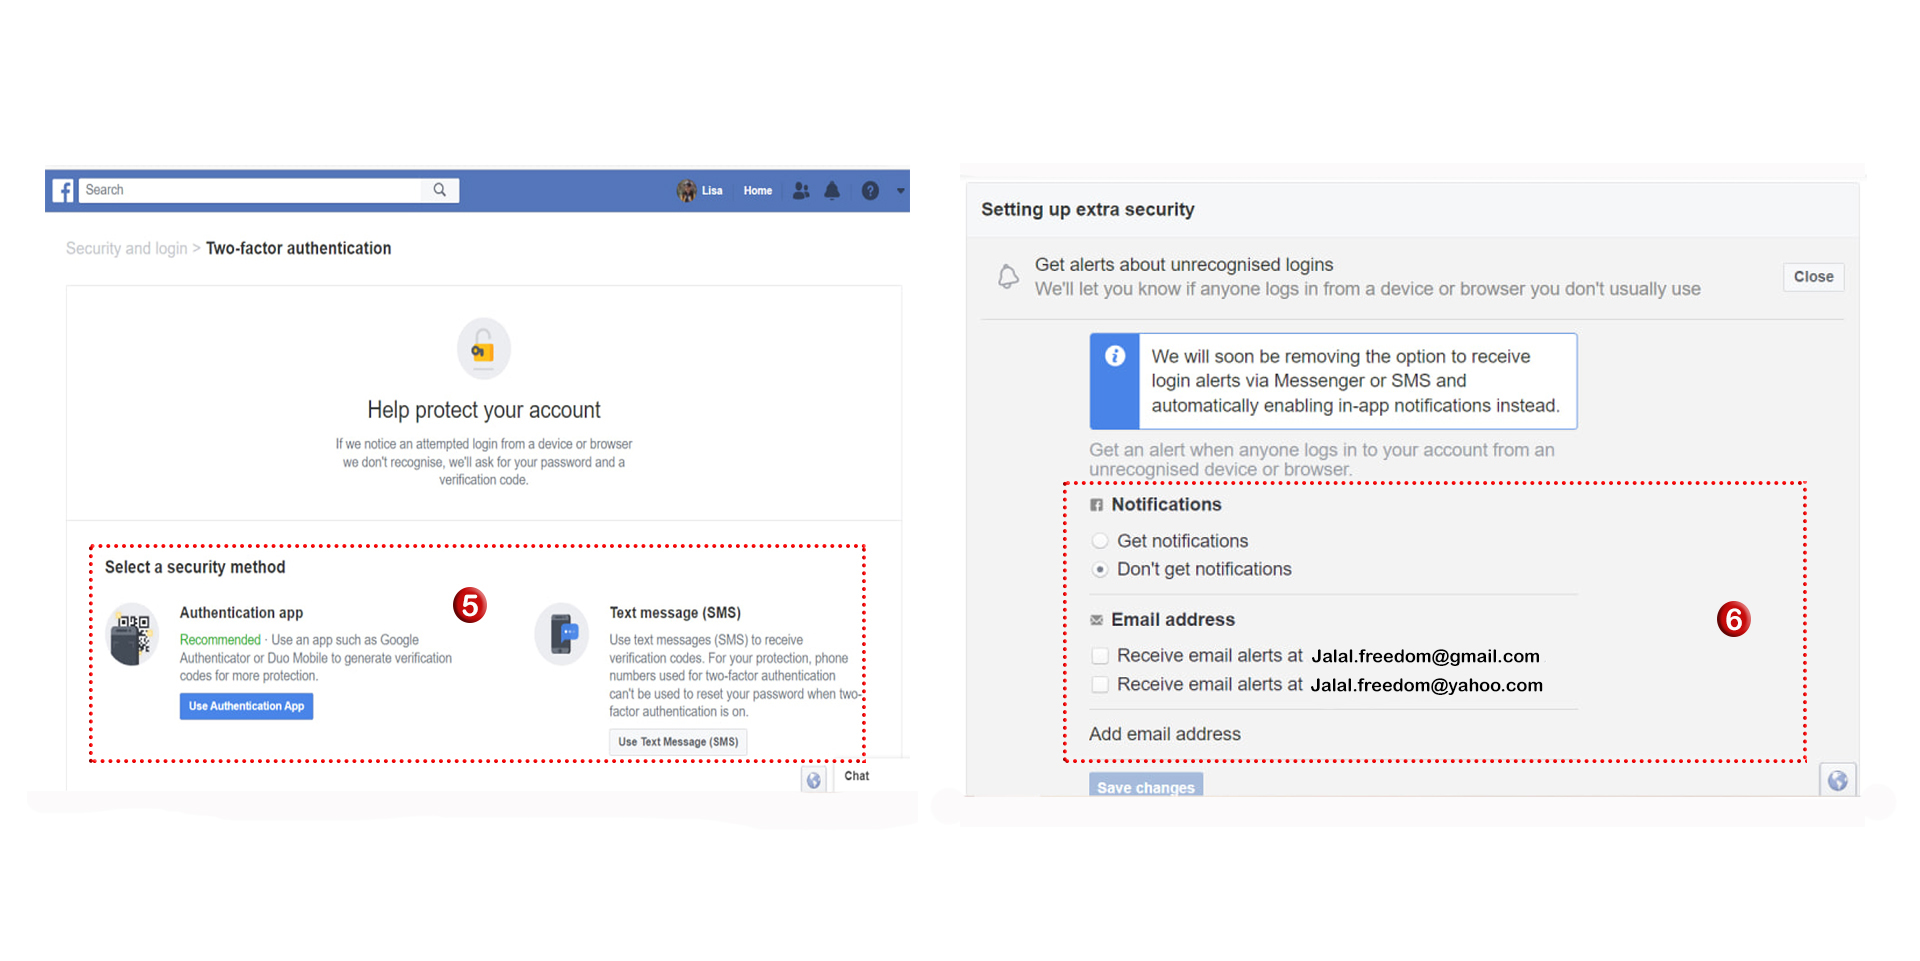 Search
Lisa
Home
Security and login > Two-factor authentication
Help protect your account
If we notice an attempted login from a device or browser
we don't recognise, we'll ask for your password and a
verification code.
Select a security method
5
Authentication app
Recommended · Use an app such as Google
Authenticator or Duo Mobile to generate verification
codes for more protection.
Use Authentication App
Text message (SMS)
Use text messages (SMS) to receive
verification codes. For your protection, phone
numbers used for two-factor authentication
can't be used to reset your password when two-
factor authentication is on.
Use Text Message (SMS)
Chat
Setting up extra security
Get alerts about unrecognised logins
We'll let you know if anyone logs in from a device or browser you don't usually use
Close
We will soon be removing the option to receive
login alerts via Messenger or SMS and
automatically enabling in-app notifications instead.
Get an alert when anyone logs in to your account from an
unrecognised device or browser.
Notifications
Get notifications
Don't get notifications
6
Email address
Receive email alerts at Jalal.freedom@gmail.com
Receive email alerts at Jalal.freedom@yahoo.com
Add email address
Save changes